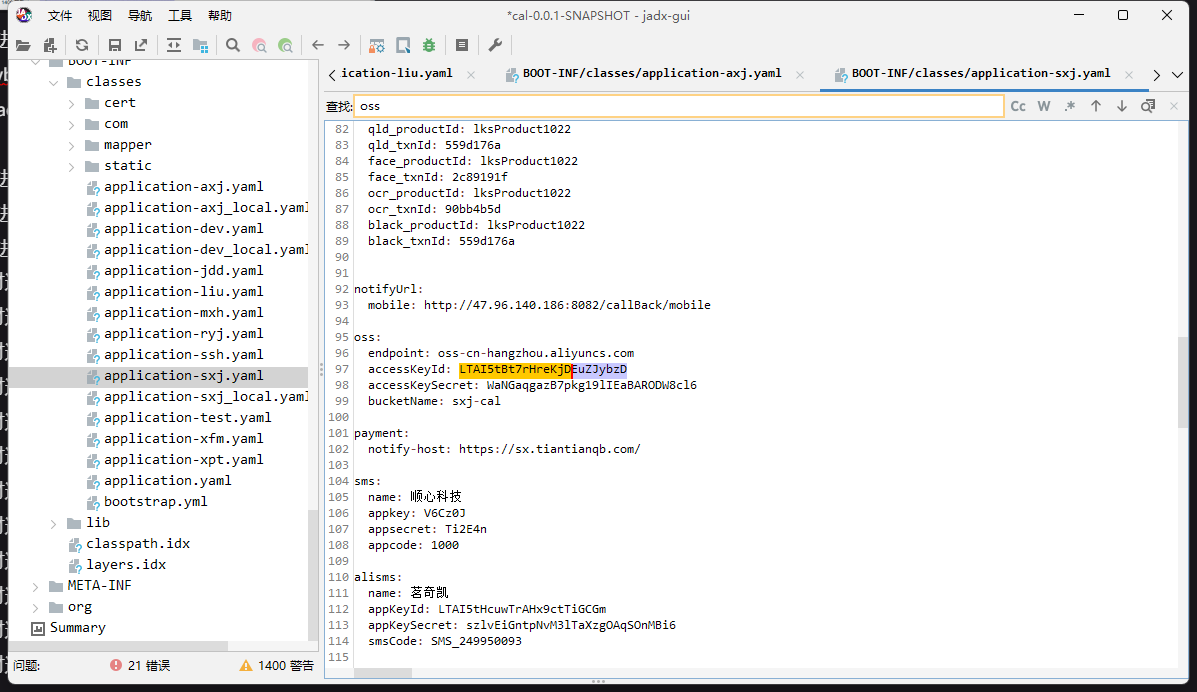 *cal-0.0.1-SNAPSHOT - jadx-gui
文件 视图 导航 工具 帮助
BOOT-INF
classes
cert
com
mapper
static
application-axj.yaml
application-axj_local.yaml
application-dev.yaml
application-dev_local.yaml
application-jdd.yaml
application-liu.yaml
application-mxh.yaml
application-ryj.yaml
application-ssh.yaml
application-sxj.yaml
application-sxj_local.yaml
application-test.yaml
application-xfm.yaml
application-xpt.yaml
application.yaml
bootstrap.yml
lib
classpath.idx
layers.idx
META-INF
org
Summary
问题: 21 错误 1400 警告
ication-liu.yaml BOOT-INF/classes/application-axj.yaml BOOT-INF/classes/application-sxj.yaml
查找: oss Cc W .*
82 qld_productId: lksProduct1022
83 qld_txnId: 559d176a
84 face_productId: lksProduct1022
85 face_txnId: 2c89191f
86 ocr_productId: lksProduct1022
87 ocr_txnId: 90bb4b5d
88 black_productId: lksProduct1022
89 black_txnId: 559d176a
90
91
92 notifyUrl:
93 mobile: http://47.96.140.186:8082/callBack/mobile
94
95 oss:
96 endpoint: oss-cn-hangzhou.aliyuncs.com
97 accessKeyId: LTAI5tBt7rHreKjDEuZJybzD
98 accessKeySecret: WaNGaqgazB7pkg19lIEaBARODW8cl6
99 bucketName: sxj-cal
100
101 payment:
102 notify-host: https://sx.tiantianqb.com/
103
104 sms:
105 name: 顺心科技
106 appkey: V6Cz0J
107 appsecret: Ti2E4n
108 appcode: 1000
109
110 alisms:
111 name: 茗奇凯
112 appKeyId: LTAI5tHcuwTrAHx9ctTiGCGm
113 appKeySecret: szlvEiGntpNvM3lTaXzgOAqSOnMBi6
114 smsCode: SMS_249950093
115